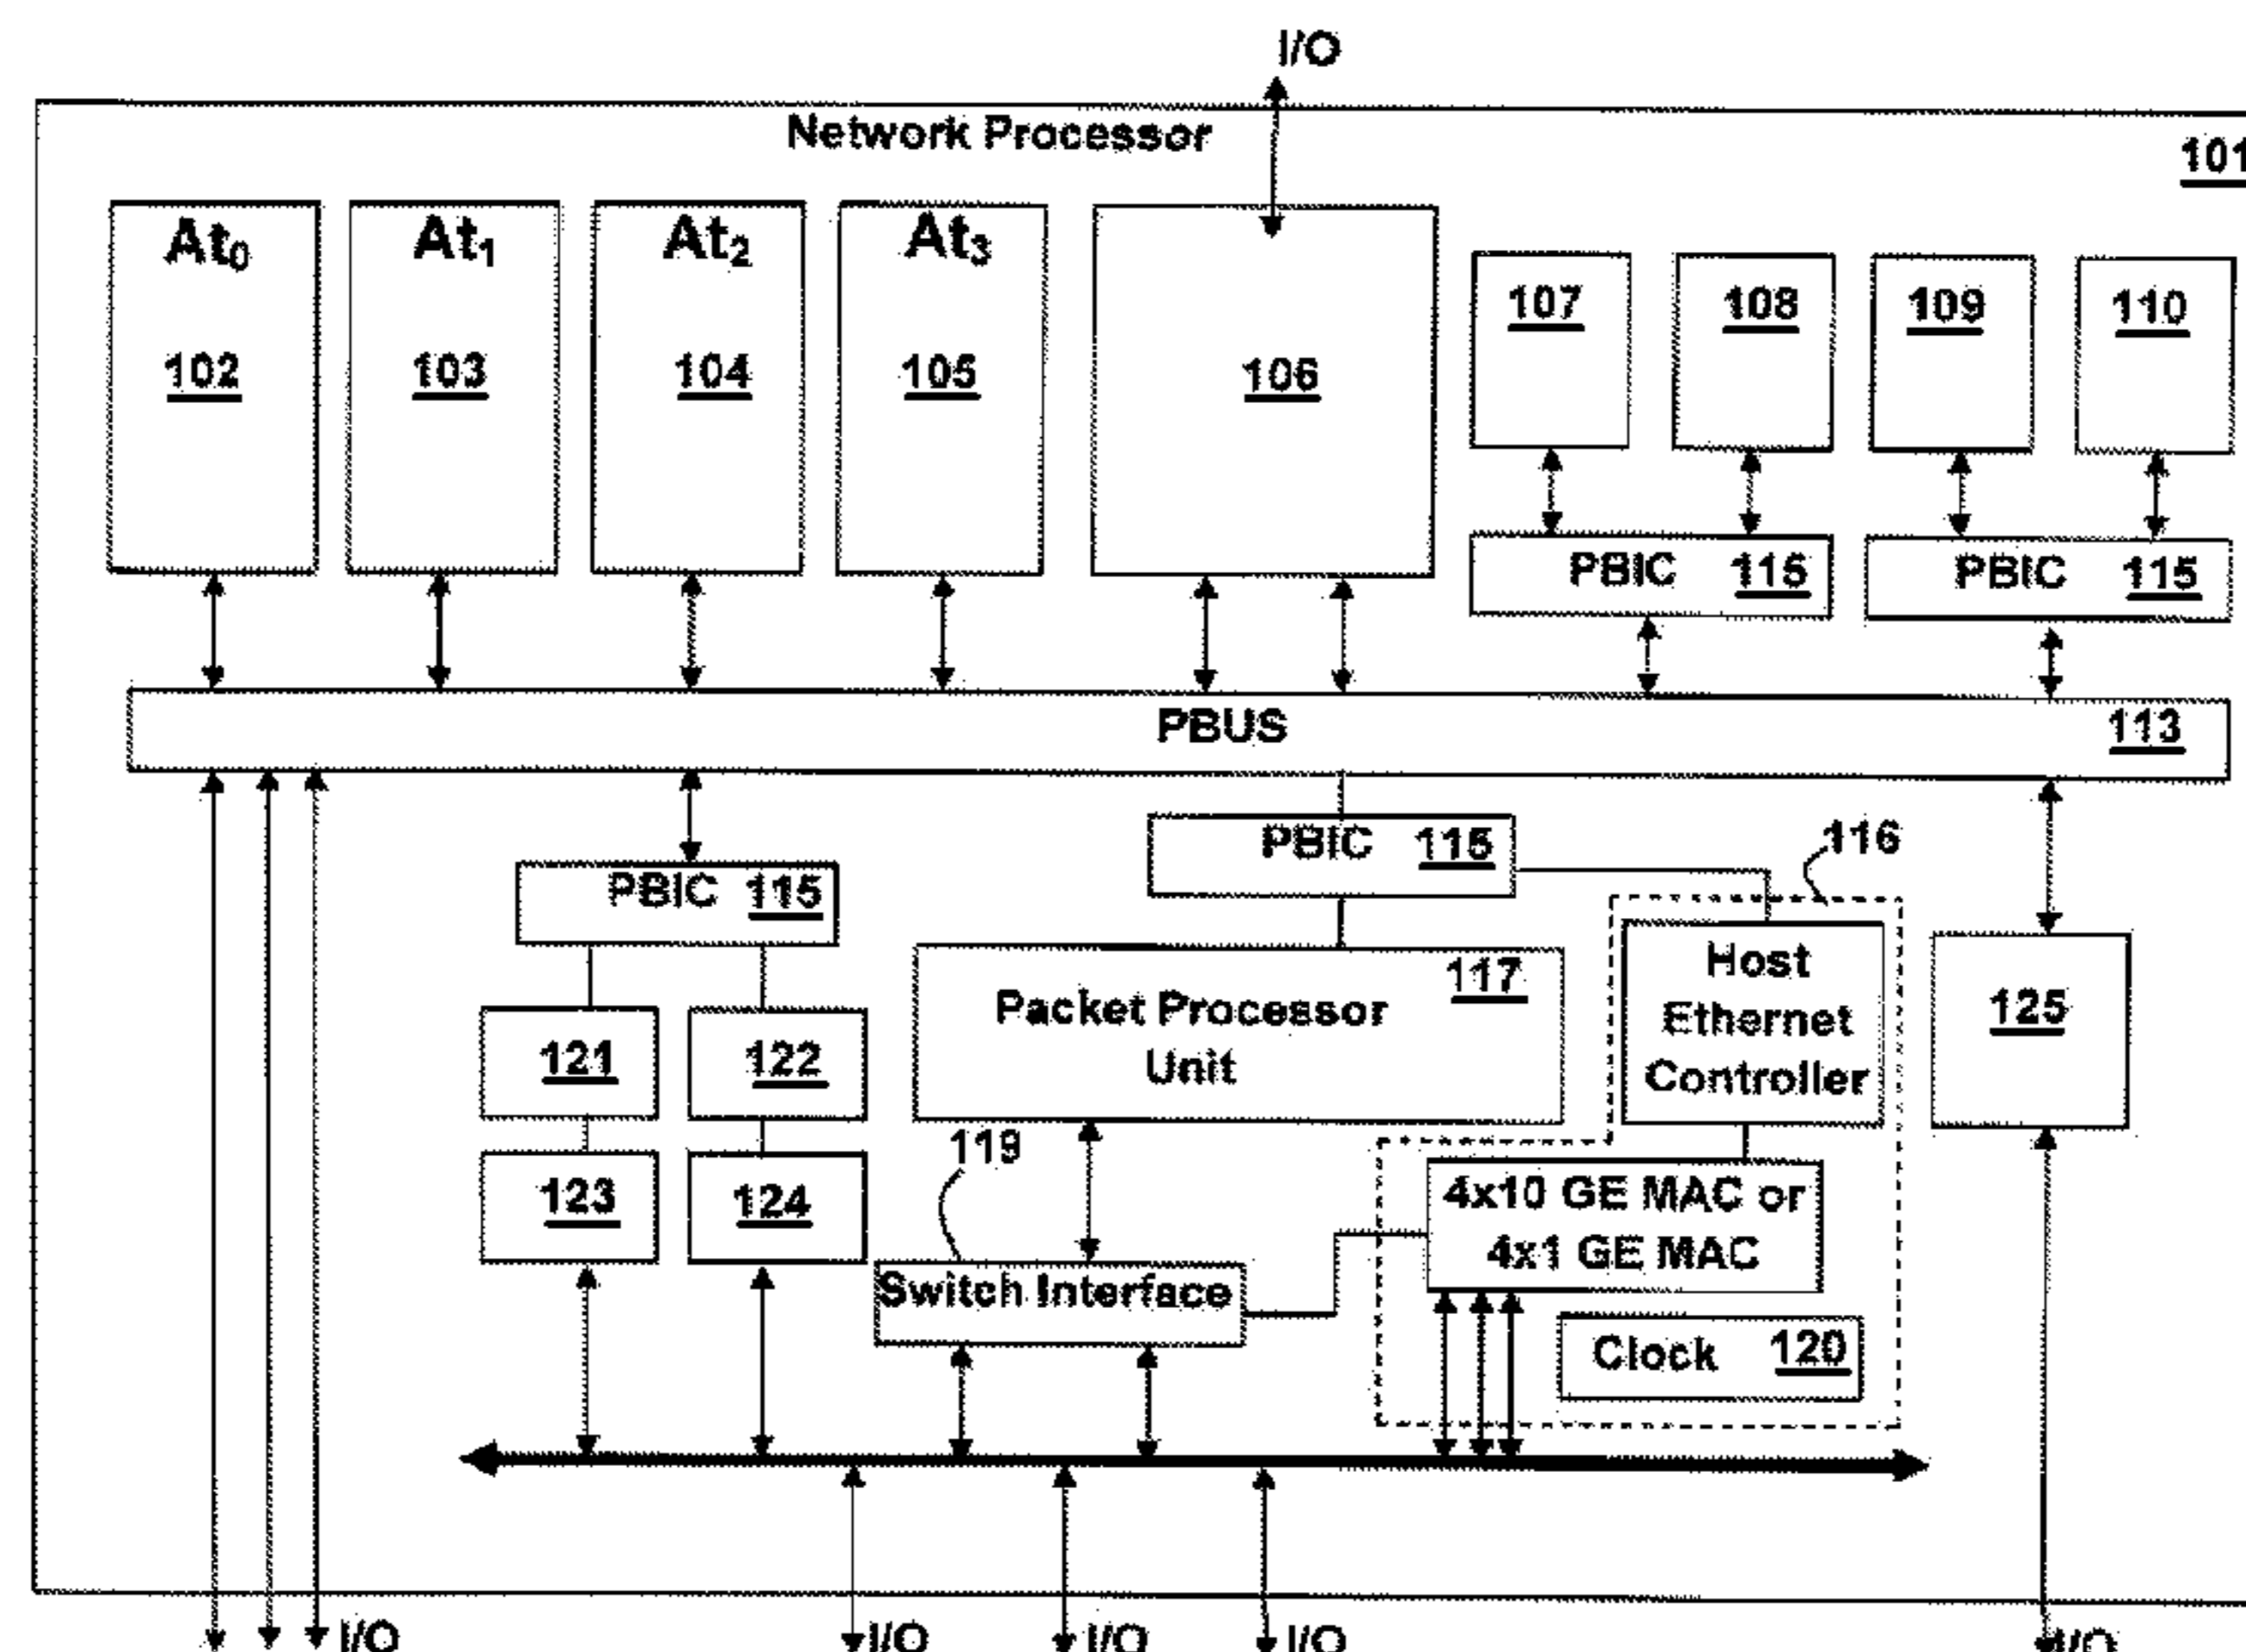 I/O
Network Processor
101
At0
At1
At2
At3
102
103
104
105
106
107
108
109
110
PBIC 115
PBIC 115
PBUS
113
PBIC 115
PBIC 115
116
117
Packet Processor
Unit
Host
Ethernet
Controller
125
121
122
123
124
119
Switch Interface
4x10 GE MAC or
4x1 GE MAC
Clock 120
I/O
I/O
I/O
I/O
I/O